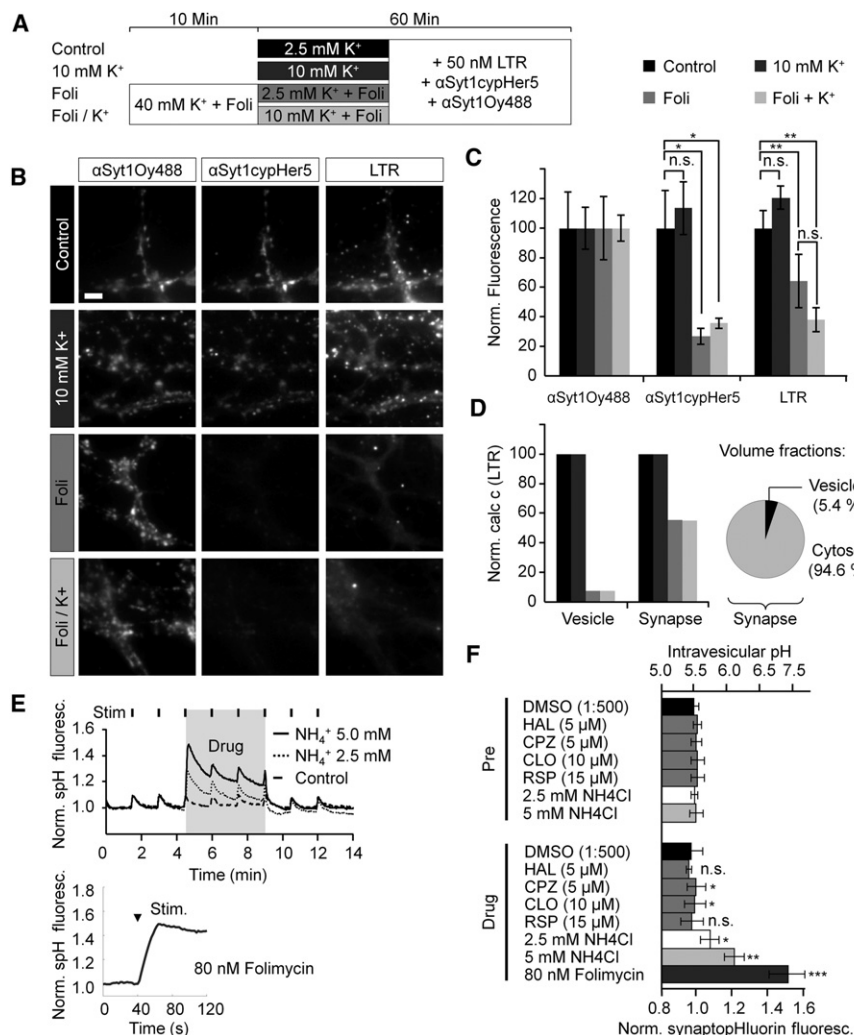 A
10 Min
60 Min
Control
2.5 mM K⁺
10 mM K⁺
10 mM K⁺
Foli
40 mM K⁺ + Foli
2.5 mM K⁺ + Foli
Foli / K⁺
10 mM K⁺ + Foli
+ 50 nM LTR
+ αSyt1cypHer5
+ αSyt1Oy488
Control
10 mM K⁺
Foli
Foli + K⁺
B
αSyt1Oy488
αSyt1cypHer5
LTR
Control
10 mM K+
Foli
Foli / K+
C
Norm. Fluorescence
120
100
80
60
40
20
0
n.s.
*
*
n.s.
**
**
n.s.
αSyt1Oy488
αSyt1cypHer5
LTR
D
Norm. calc c (LTR)
100
80
60
40
20
0
Vesicle
Synapse
Volume fractions:
Vesicle
(5.4 %
Cytos
(94.6 %
Synapse
E
Stim
Norm. spH fluoresc.
1.6
1.4
1.2
1.0
Drug
NH₄⁺ 5.0 mM
NH₄⁺ 2.5 mM
Control
0 2 4 6 8 10 12 14
Time (min)
Norm. spH fluoresc.
1.8
1.6
1.4
1.2
1.0
Stim.
80 nM Folimycin
0 60 120
Time (s)
F
Intravesicular pH
5.0 5.5 6.0 6.5 7.0 7.5
Pre
DMSO (1:500)
HAL (5 µM)
CPZ (5 µM)
CLO (10 µM)
RSP (15 µM)
2.5 mM NH4Cl
5 mM NH4Cl
Drug
DMSO (1:500)
HAL (5 µM) n.s.
CPZ (5 µM) *
CLO (10 µM) *
RSP (15 µM) n.s.
2.5 mM NH4Cl *
5 mM NH4Cl **
80 nM Folimycin ***
0.8 1.0 1.2 1.4 1.6
Norm. synaptopHluorin fluoresc.